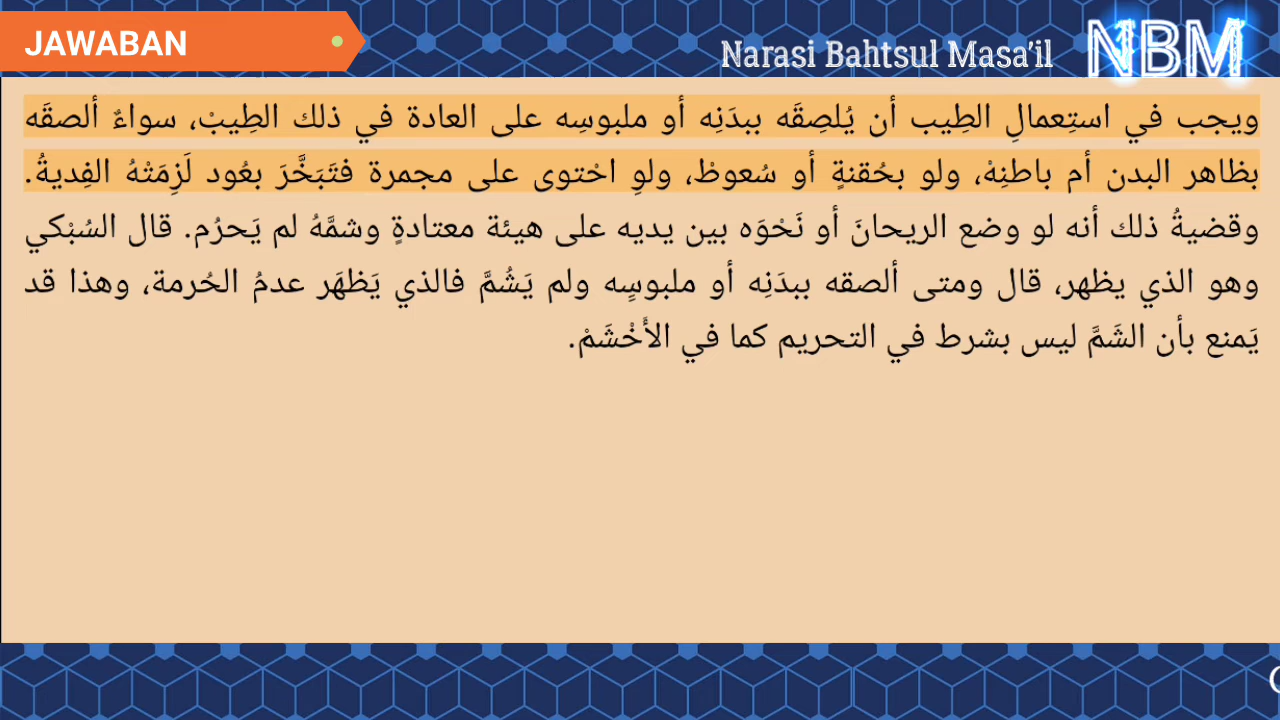 JAWABAN
Narasi Bahtsul Masa'il
NBM
ويجب في استِعمالِ الطِيب أن يُلصِقَه ببدَنِه أو ملبوسِه على العادة في ذلك الطِيبْ، سواءٌ ألصقَه
بظاهر البدن أم باطنِهْ، ولو بحُقنةٍ أو سُعوطْ، ولوِ احْتوى على مجمرة فتَبَخَّرَ بعُود لَزِمَتْهُ الفِديةُ.
وقضيةُ ذلك أنه لو وضع الريحانَ أو نَحْوَه بين يديه على هيئة معتادةٍ وشمَّهُ لم يَحرُم. قال السُبْكي
وهو الذي يظهر، قال ومتى ألصقه ببدَنِه أو ملبوسِِه ولم يَشُمَّ فالذي يَظهَر عدمُ الحُرمة، وهذا قد
يَمنع بأن الشَمَّ ليس بشرط في التحريم كما في الأَخْشَمْ.